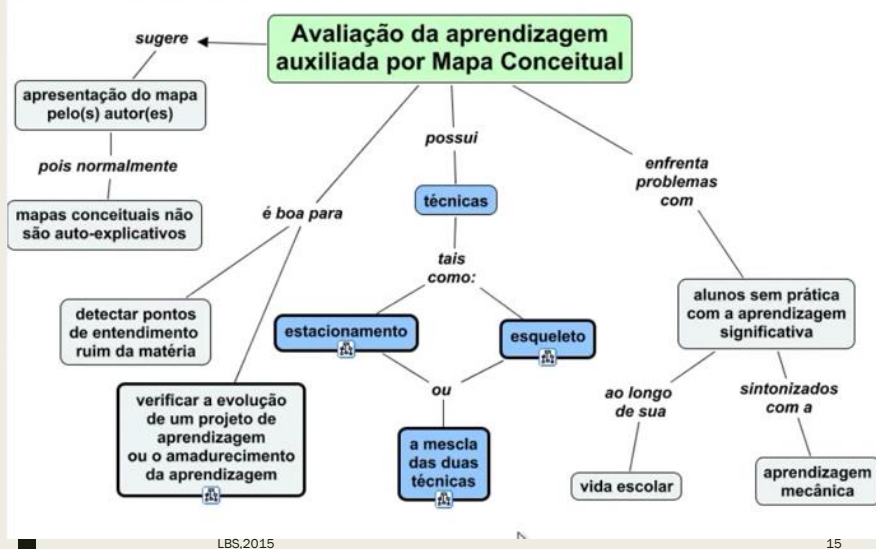 Avaliação da aprendizagem
auxiliada por Mapa Conceitual
sugere
apresentação do mapa
pelo(s) autor(es)
pois normalmente
mapas conceituais não
são auto-explicativos
é boa para
detectar pontos
de entendimento
ruim da matéria
verificar a evolução
de um projeto de
aprendizagem
ou o amadurecimento
da aprendizagem
possui
técnicas
tais
como:
estacionamento
esqueleto
ou
a mescla
das duas
técnicas
enfrenta
problemas
com
alunos sem prática
com a aprendizagem
significativa
ao longo
de sua
vida escolar
sintonizados
com a
aprendizagem
mecânica
LBS,2015
15